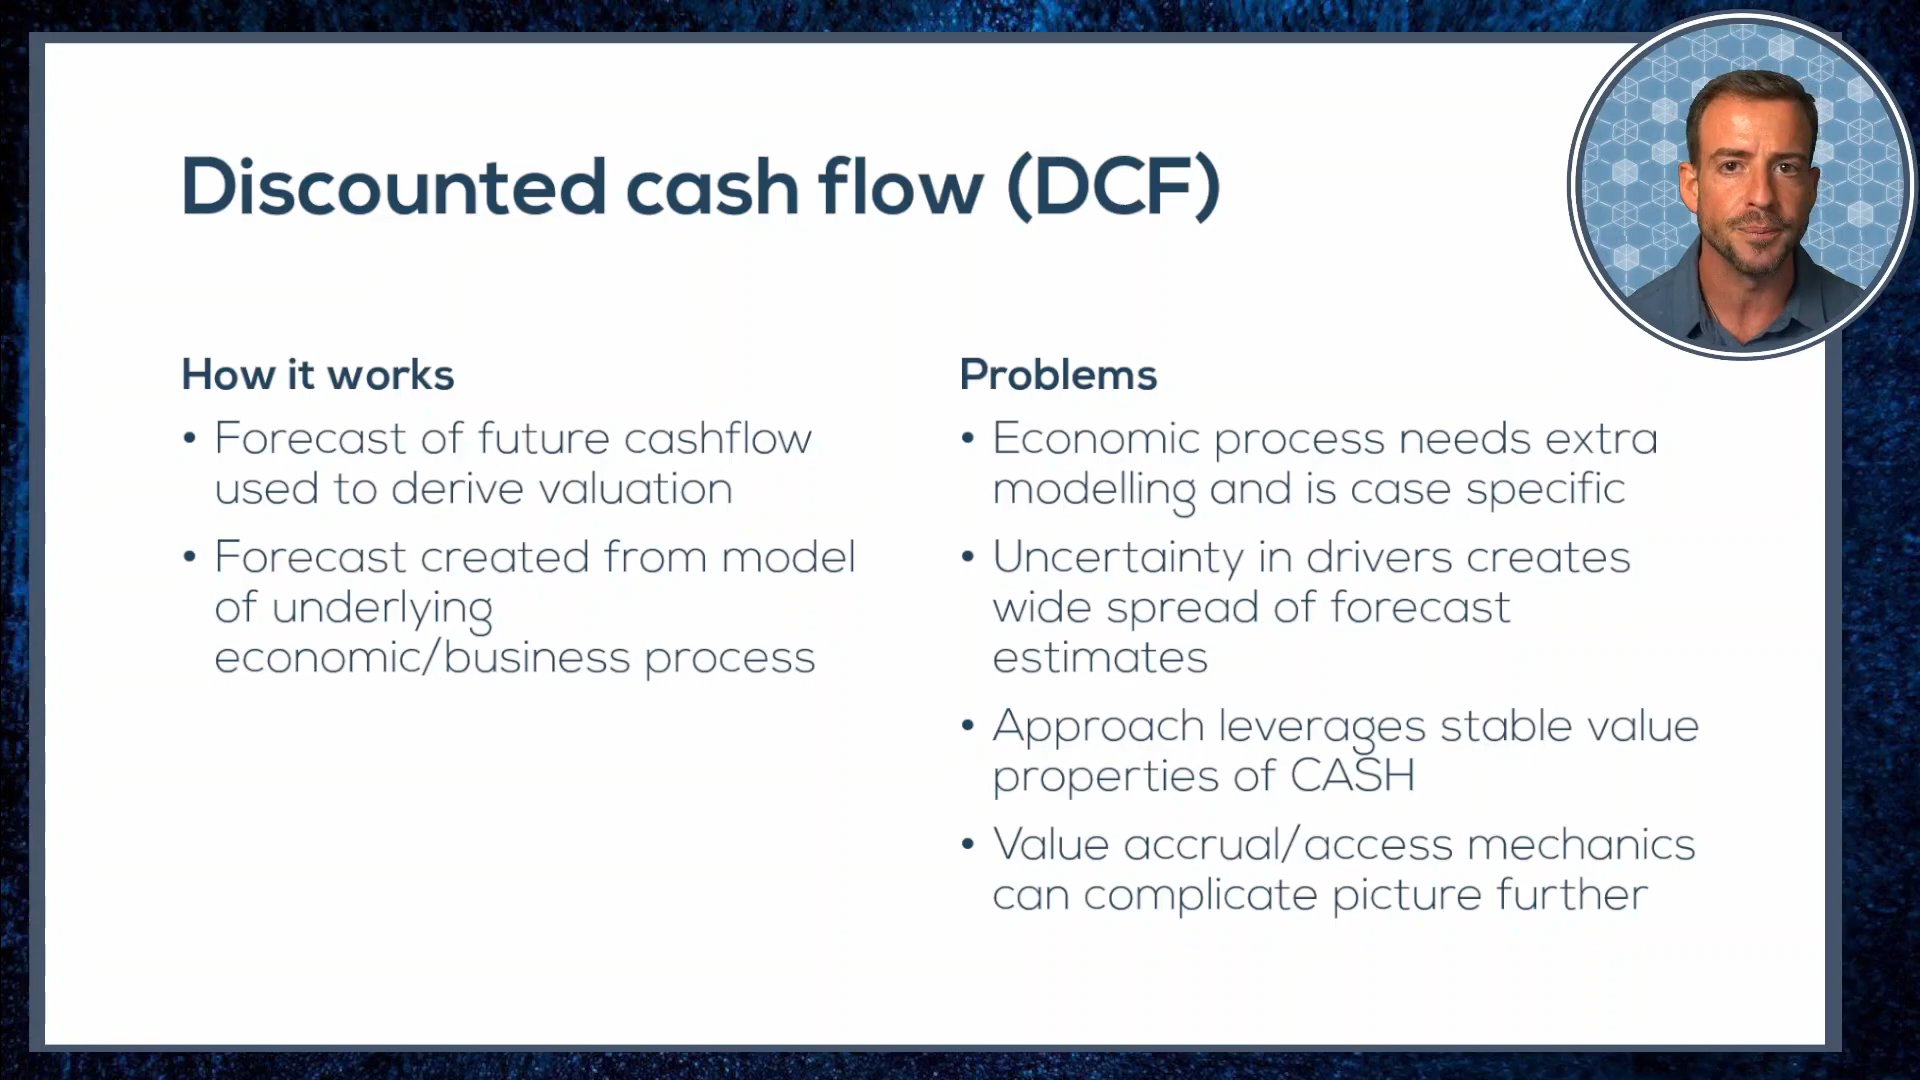 Discounted cash flow (DCF)
How it works
• Forecast of future cashflow
used to derive valuation
• Forecast created from model
of underlying
economic/business process
Problems
• Economic process needs extra
modelling and is case specific
• Uncertainty in drivers creates
wide spread of forecast
estimates
• Approach leverages stable value
properties of CASH
• Value accrual/access mechanics
can complicate picture further